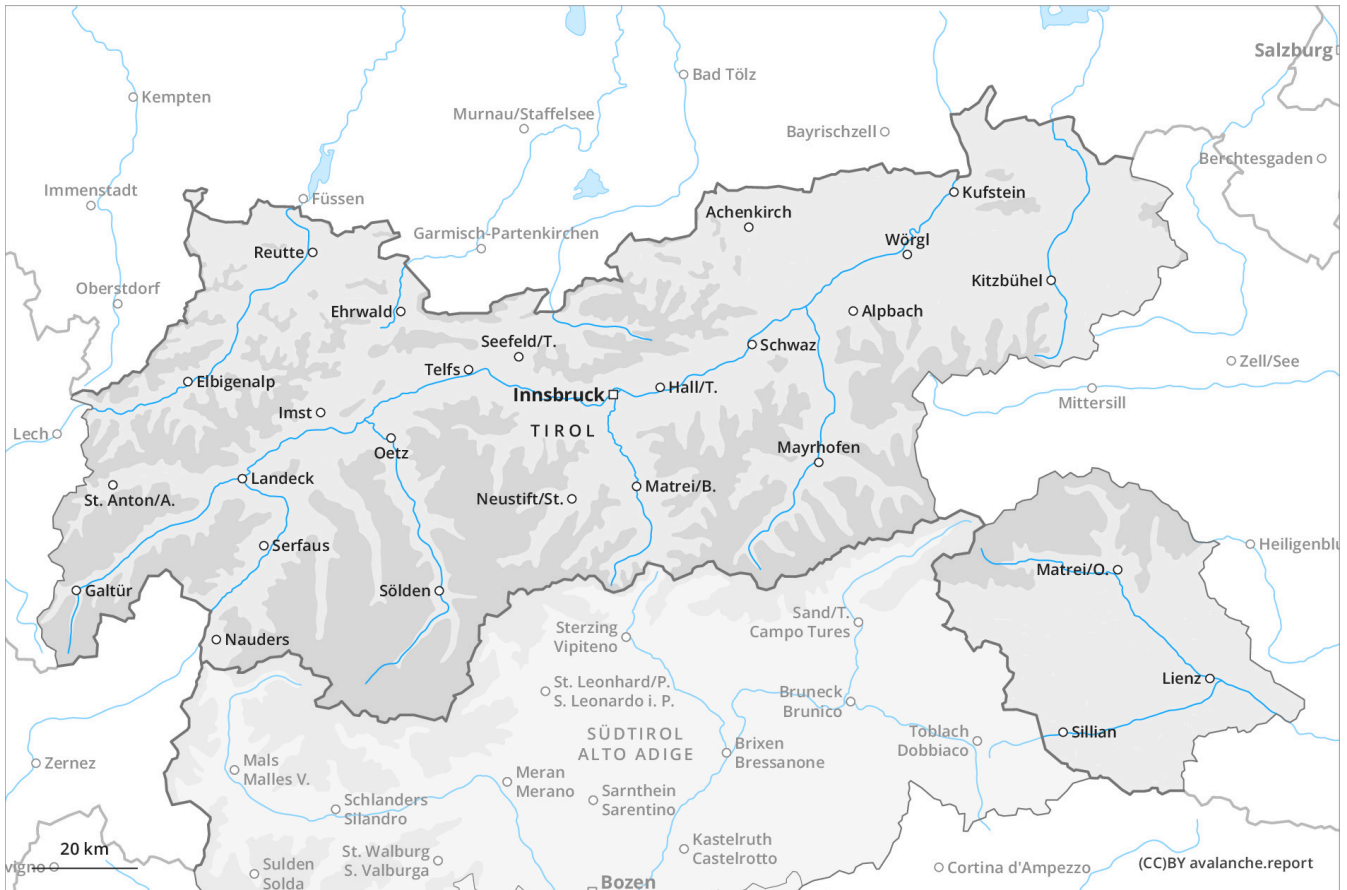 Salzburg
Bad Tölz
Kempten
Murnau/Staffelsee
Bayrischzell
Berchtesgaden
Immenstadt
Füssen
Kufstein
Achenkirch
Garmisch-Partenkirchen
Wörgl
Reutte
Oberstdorf
Kitzbühel
Ehrwald
Alpbach
Seefeld/T.
Schwaz
Zell/See
Telfs
Elbigenalp
Hall/T.
Innsbruck
Mittersill
Imst
TIROL
Lech
Oetz
Mayrhofen
Landeck
Matrei/B.
St. Anton/A.
Neustift/St.
Serfaus
Heiligenblu
Matrei/O.
Galtür
Sölden
Sand/T.
Campo Tures
Sterzing
Vipiteno
Nauders
Lienz
St. Leonhard/P.
S. Leonardo i. P.
Bruneck
Brunico
SÜDTIROL
ALTO ADIGE
Toblach
Dobbiaco
Sillian
Brixen
Bressanone
Zernez
Mals
Malles V.
Meran
Merano
Sarnthein
Sarentino
Schlanders
Silandro
Kastelruth
Castelrotto
20 km
St. Walburg
S. Valburga
vigno
Sulden
Solda
Cortina d'Ampezzo
(CC)BY avalanche.report
Bozen